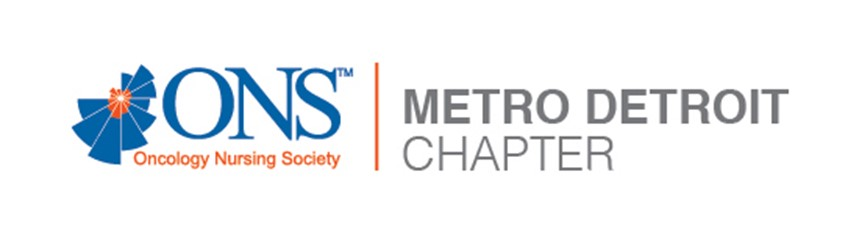 ONS™
Oncology Nursing Society
METRO DETROIT
CHAPTER